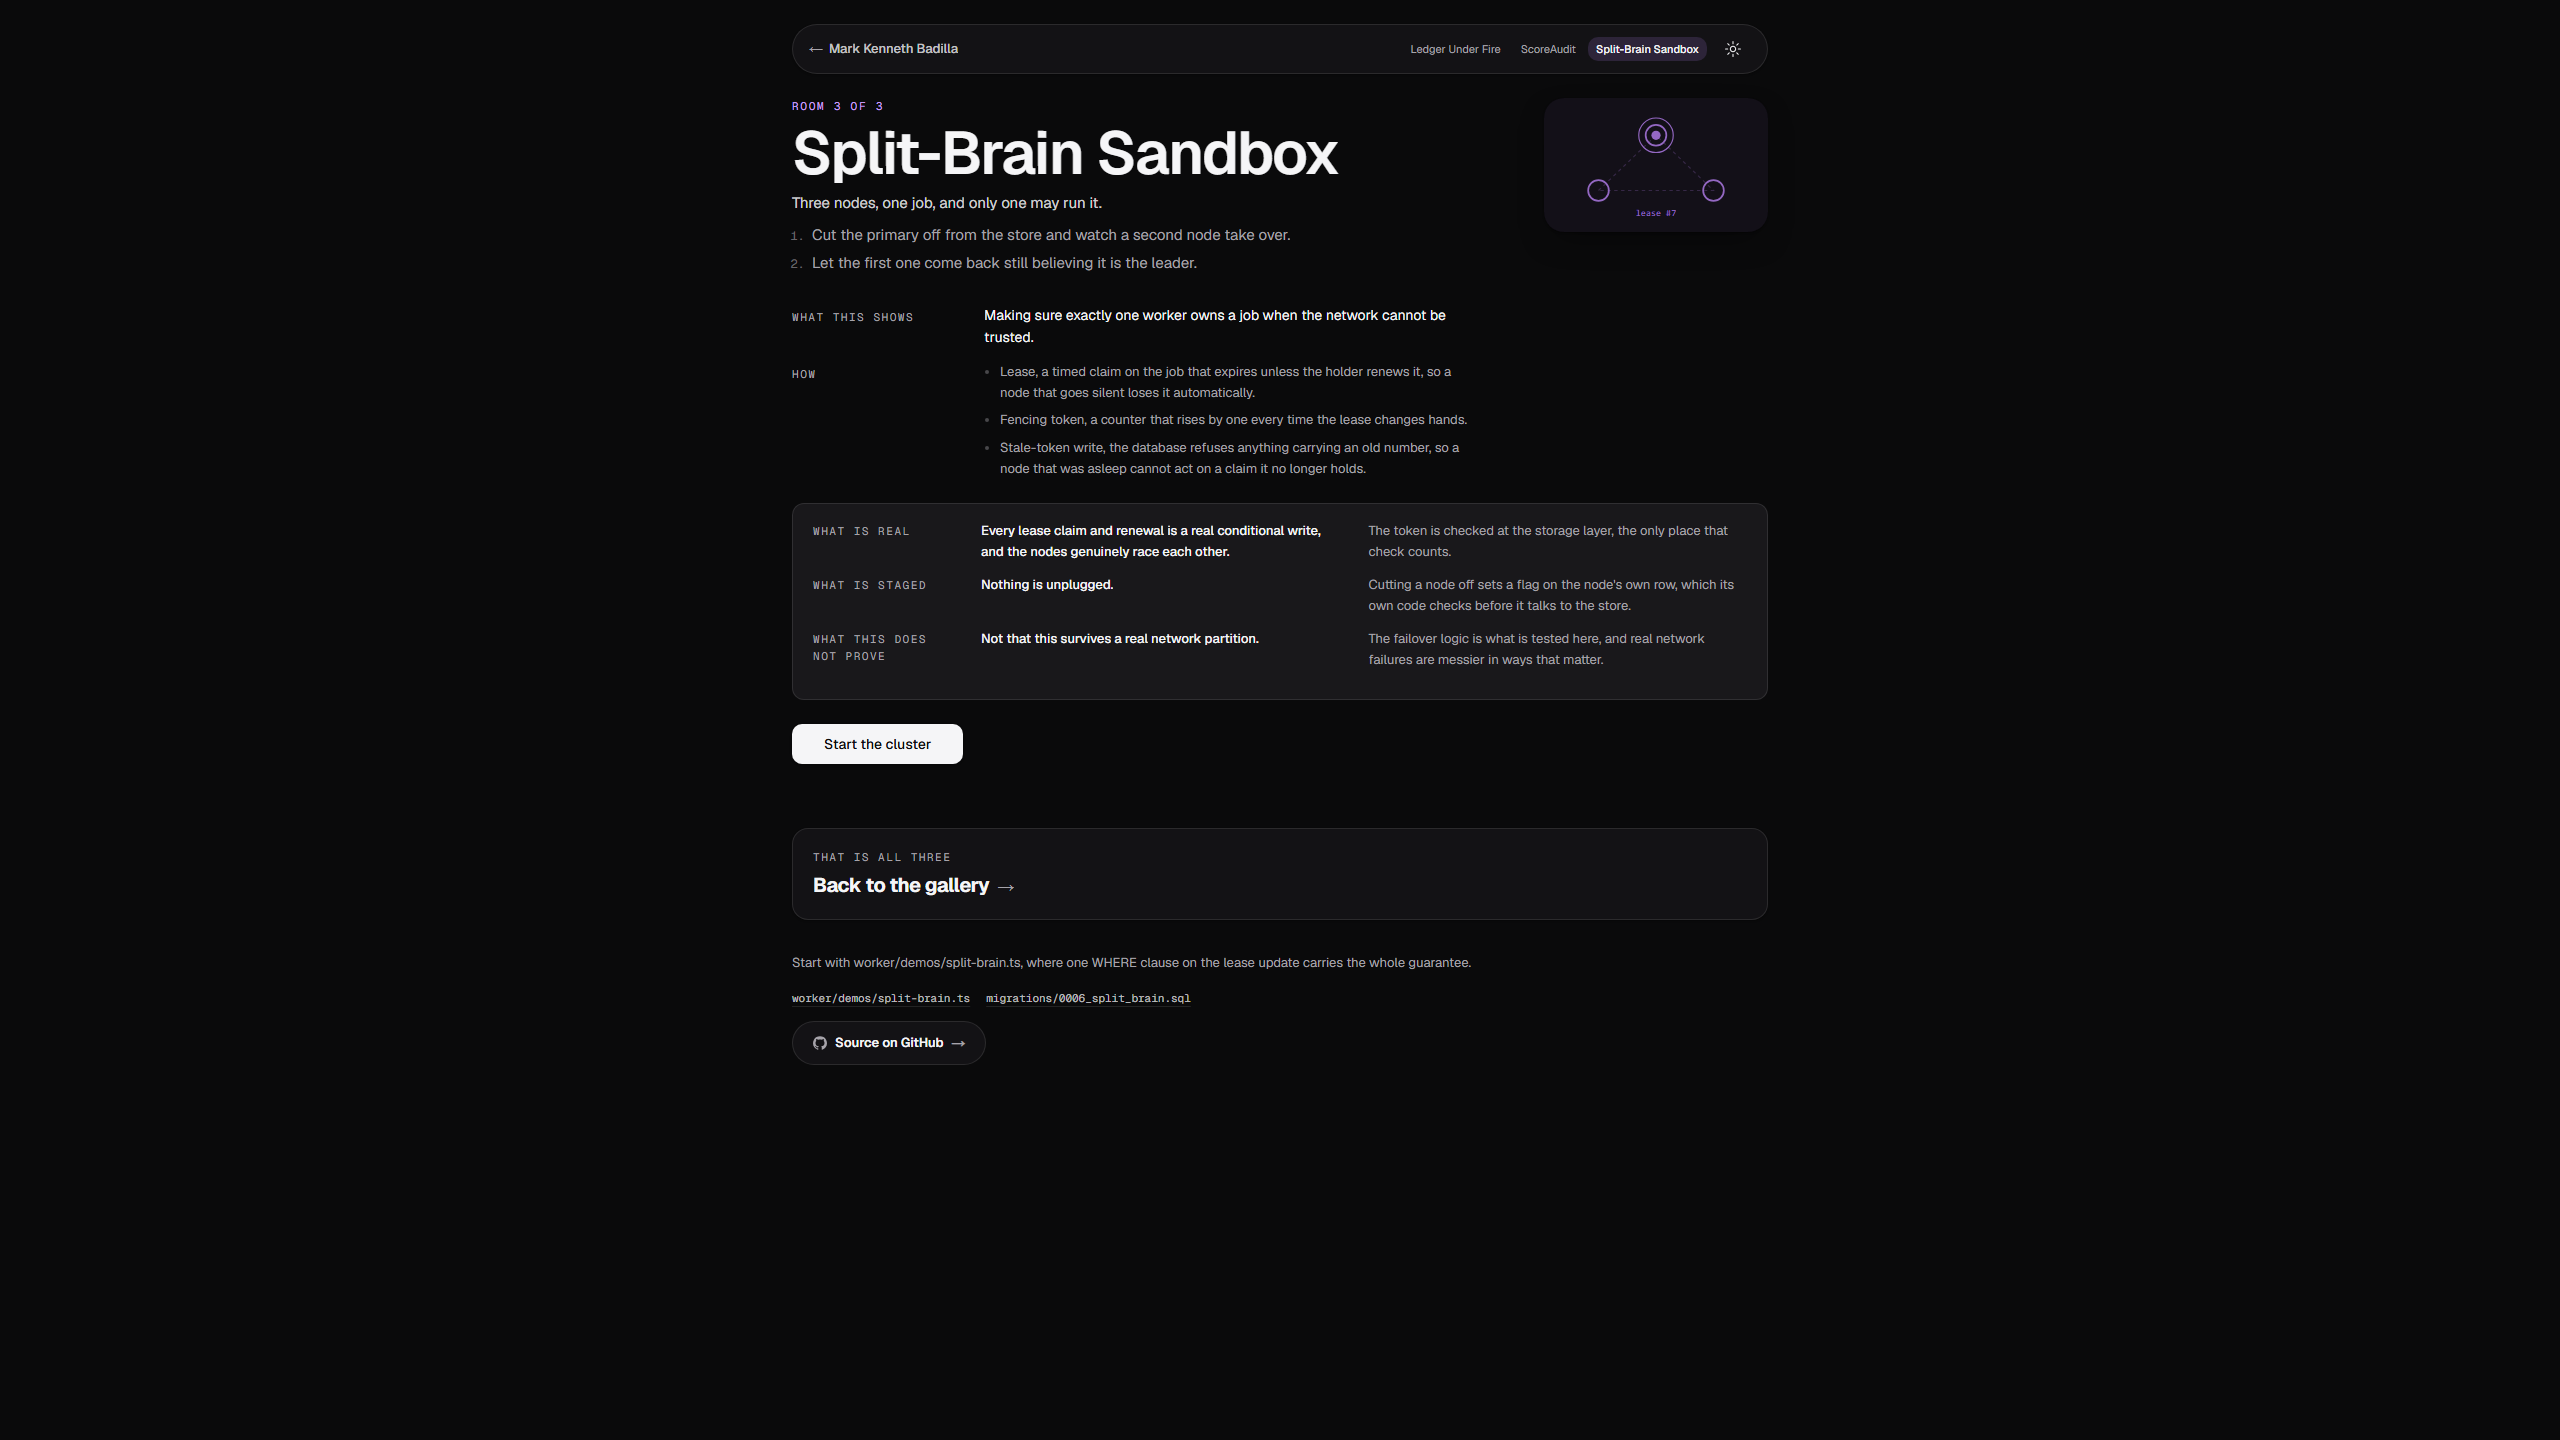 ← Mark Kenneth Badilla
Ledger Under Fire
ScoreAudit
Split-Brain Sandbox
ROOM 3 OF 3
Split-Brain Sandbox
Three nodes, one job, and only one may run it.
1. Cut the primary off from the store and watch a second node take over.
2. Let the first one come back still believing it is the leader.
lease #7
WHAT THIS SHOWS
Making sure exactly one worker owns a job when the network cannot be
trusted.
HOW
• Lease, a timed claim on the job that expires unless the holder renews it, so a
node that goes silent loses it automatically.
• Fencing token, a counter that rises by one every time the lease changes hands.
• Stale-token write, the database refuses anything carrying an old number, so a
node that was asleep cannot act on a claim it no longer holds.
WHAT IS REAL
Every lease claim and renewal is a real conditional write,
and the nodes genuinely race each other.
The token is checked at the storage layer, the only place that
check counts.
WHAT IS STAGED
Nothing is unplugged.
Cutting a node off sets a flag on the node's own row, which its
own code checks before it talks to the store.
WHAT THIS DOES
NOT PROVE
Not that this survives a real network partition.
The failover logic is what is tested here, and real network
failures are messier in ways that matter.
Start the cluster
THAT IS ALL THREE
Back to the gallery →
Start with worker/demos/split-brain.ts, where one WHERE clause on the lease update carries the whole guarantee.
worker/demos/split-brain.ts
migrations/0006_split_brain.sql
Source on GitHub →